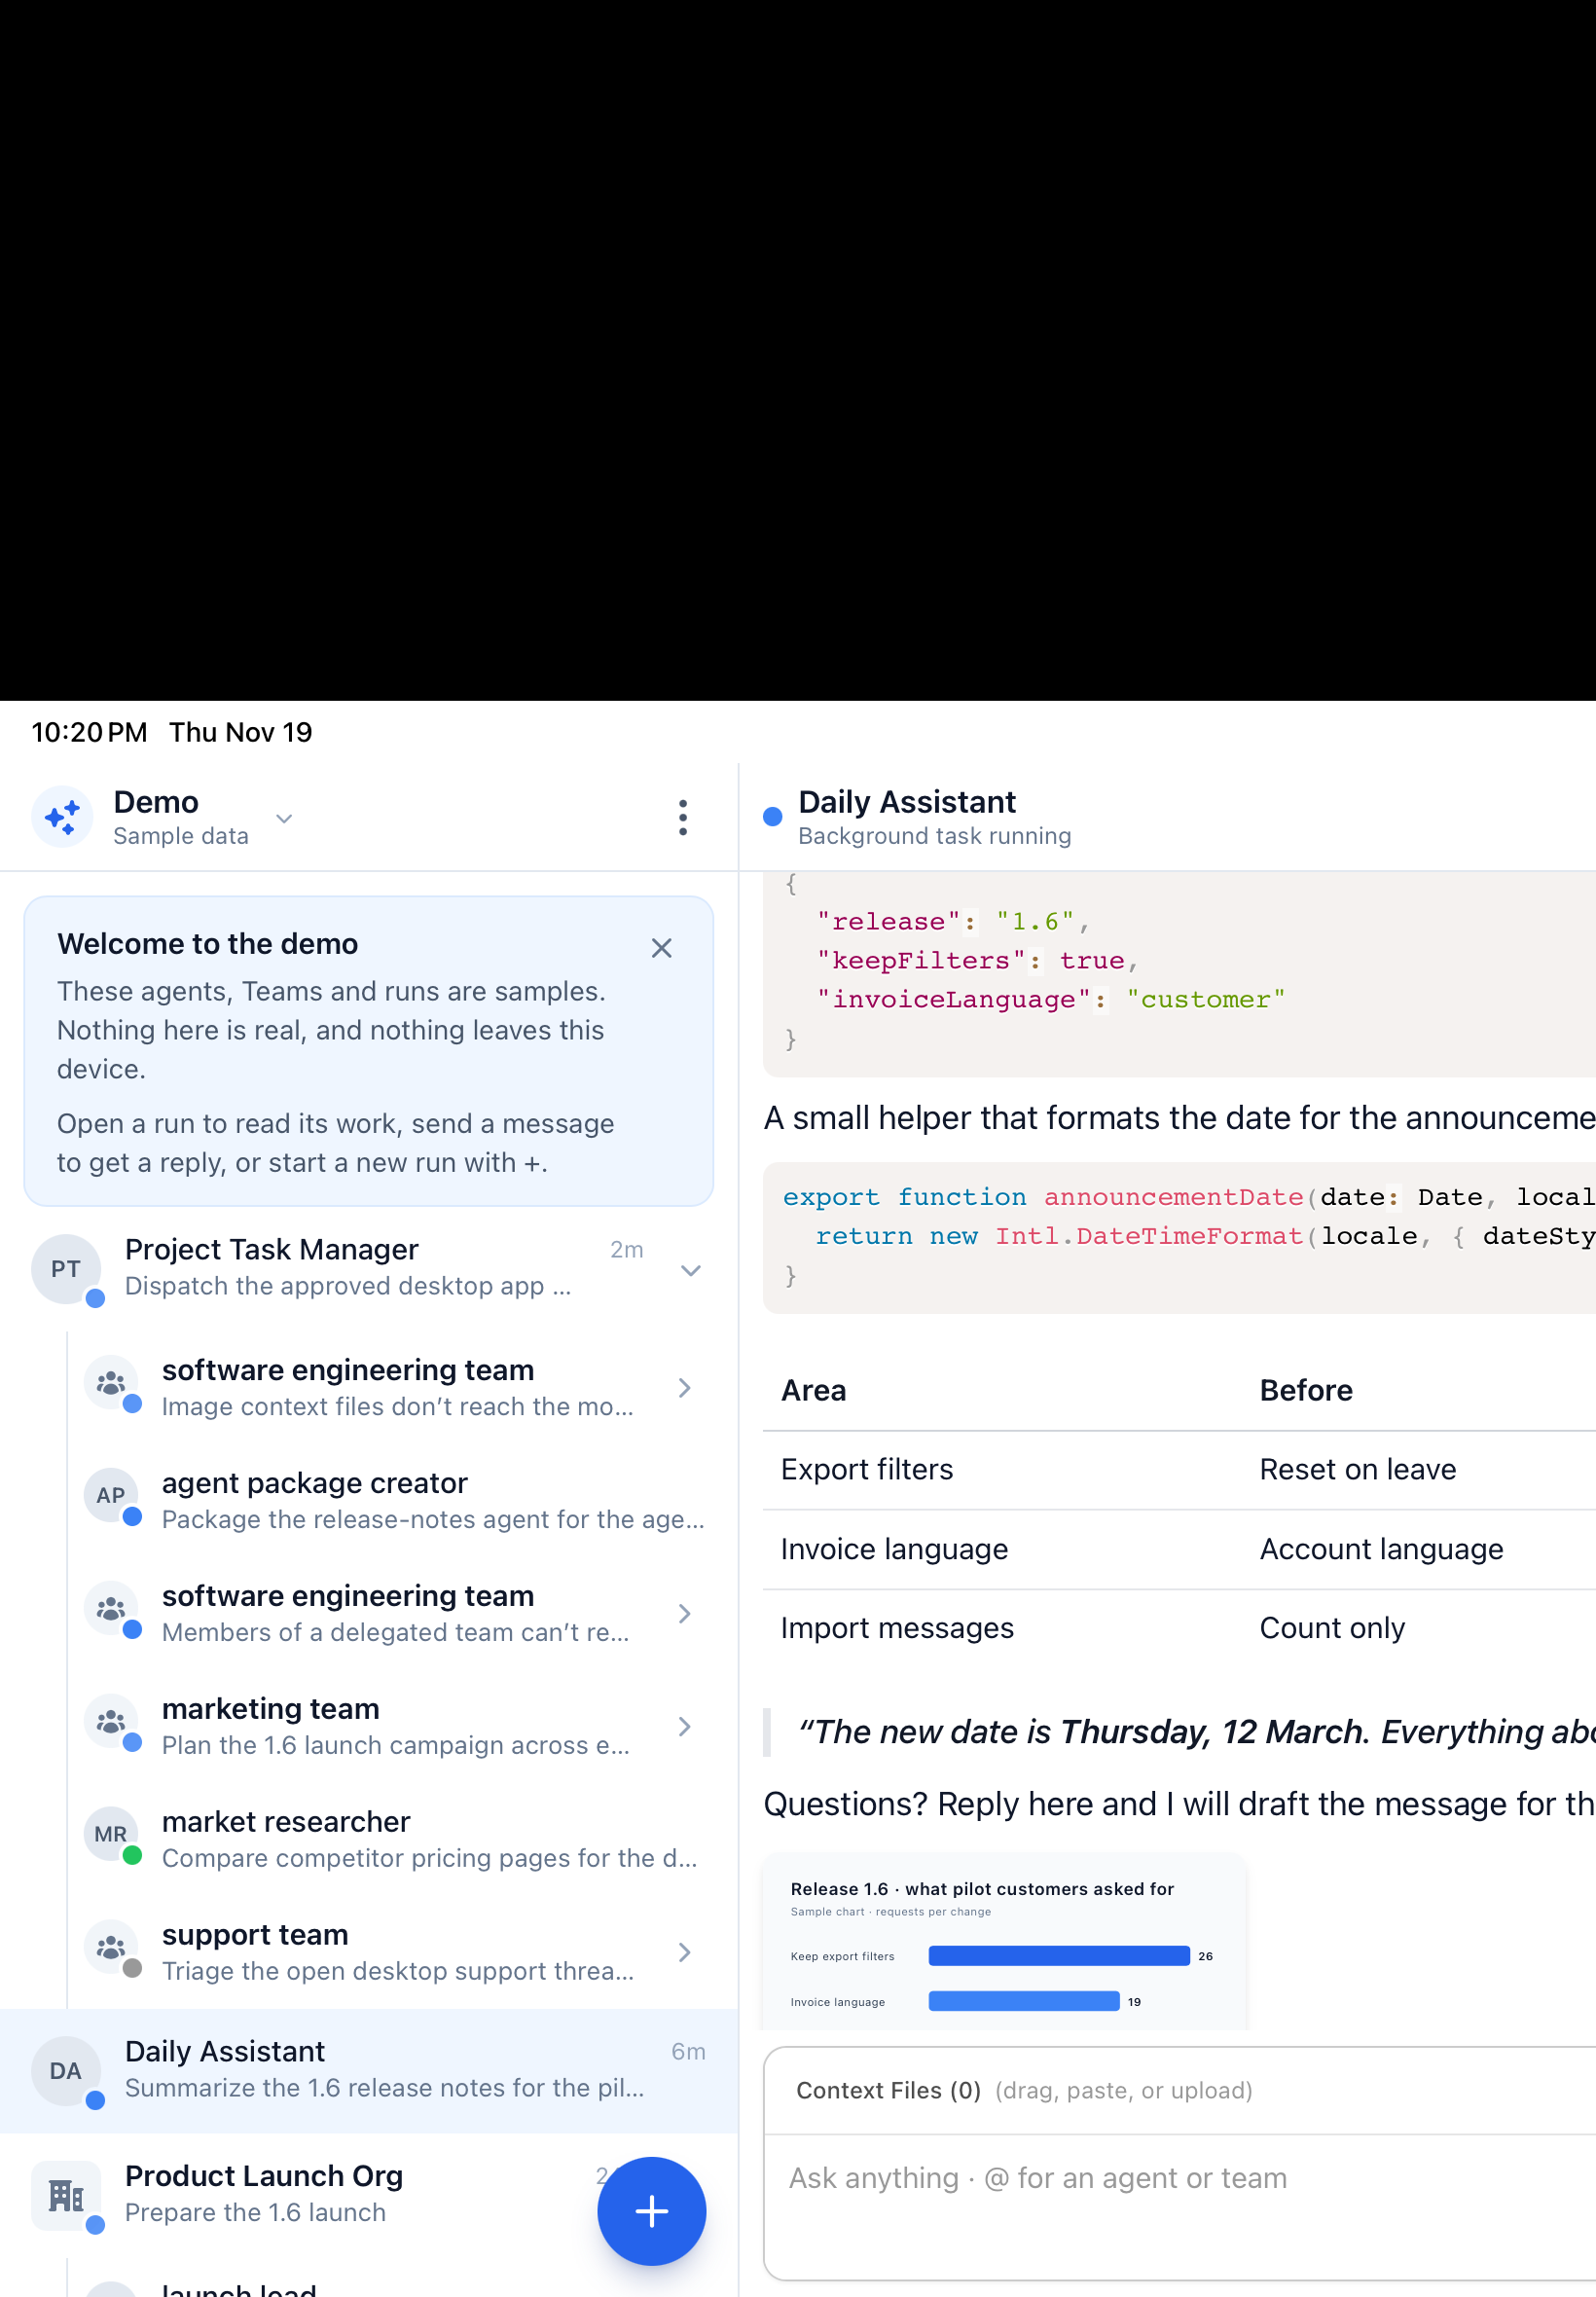 10:20 PM Thu Nov 19
Demo
Sample data
Welcome to the demo
These agents, Teams and runs are samples.
Nothing here is real, and nothing leaves this
device.
Open a run to read its work, send a message
to get a reply, or start a new run with +.
PT
Project Task Manager
2m
Dispatch the approved desktop app ...
software engineering team
Image context files don’t reach the mo...
AP
agent package creator
Package the release-notes agent for the age...
software engineering team
Members of a delegated team can’t re...
marketing team
Plan the 1.6 launch campaign across e...
MR
market researcher
Compare competitor pricing pages for the d...
support team
Triage the open desktop support threa...
DA
Daily Assistant
6m
Summarize the 1.6 release notes for the pil...
Product Launch Org
Prepare the 1.6 launch
launch lead
Daily Assistant
Background task running
{
"release": "1.6",
"keepFilters": true,
"invoiceLanguage": "customer"
}
A small helper that formats the date for the
export function announcementDate(date: Date,
return new Intl.DateTimeFormat(locale, {
}
Area Before
Export filters Reset on leave
Invoice language Account language
Import messages Count only
“The new date is Thursday, 12 March. Everything
Questions? Reply here and I will draft the message for
Release 1.6 · what pilot customers asked for
Sample chart · requests per change
Keep export filters 26
Invoice language 19
Context Files (0) (drag, paste, or upload)
Ask anything · @ for an agent or team